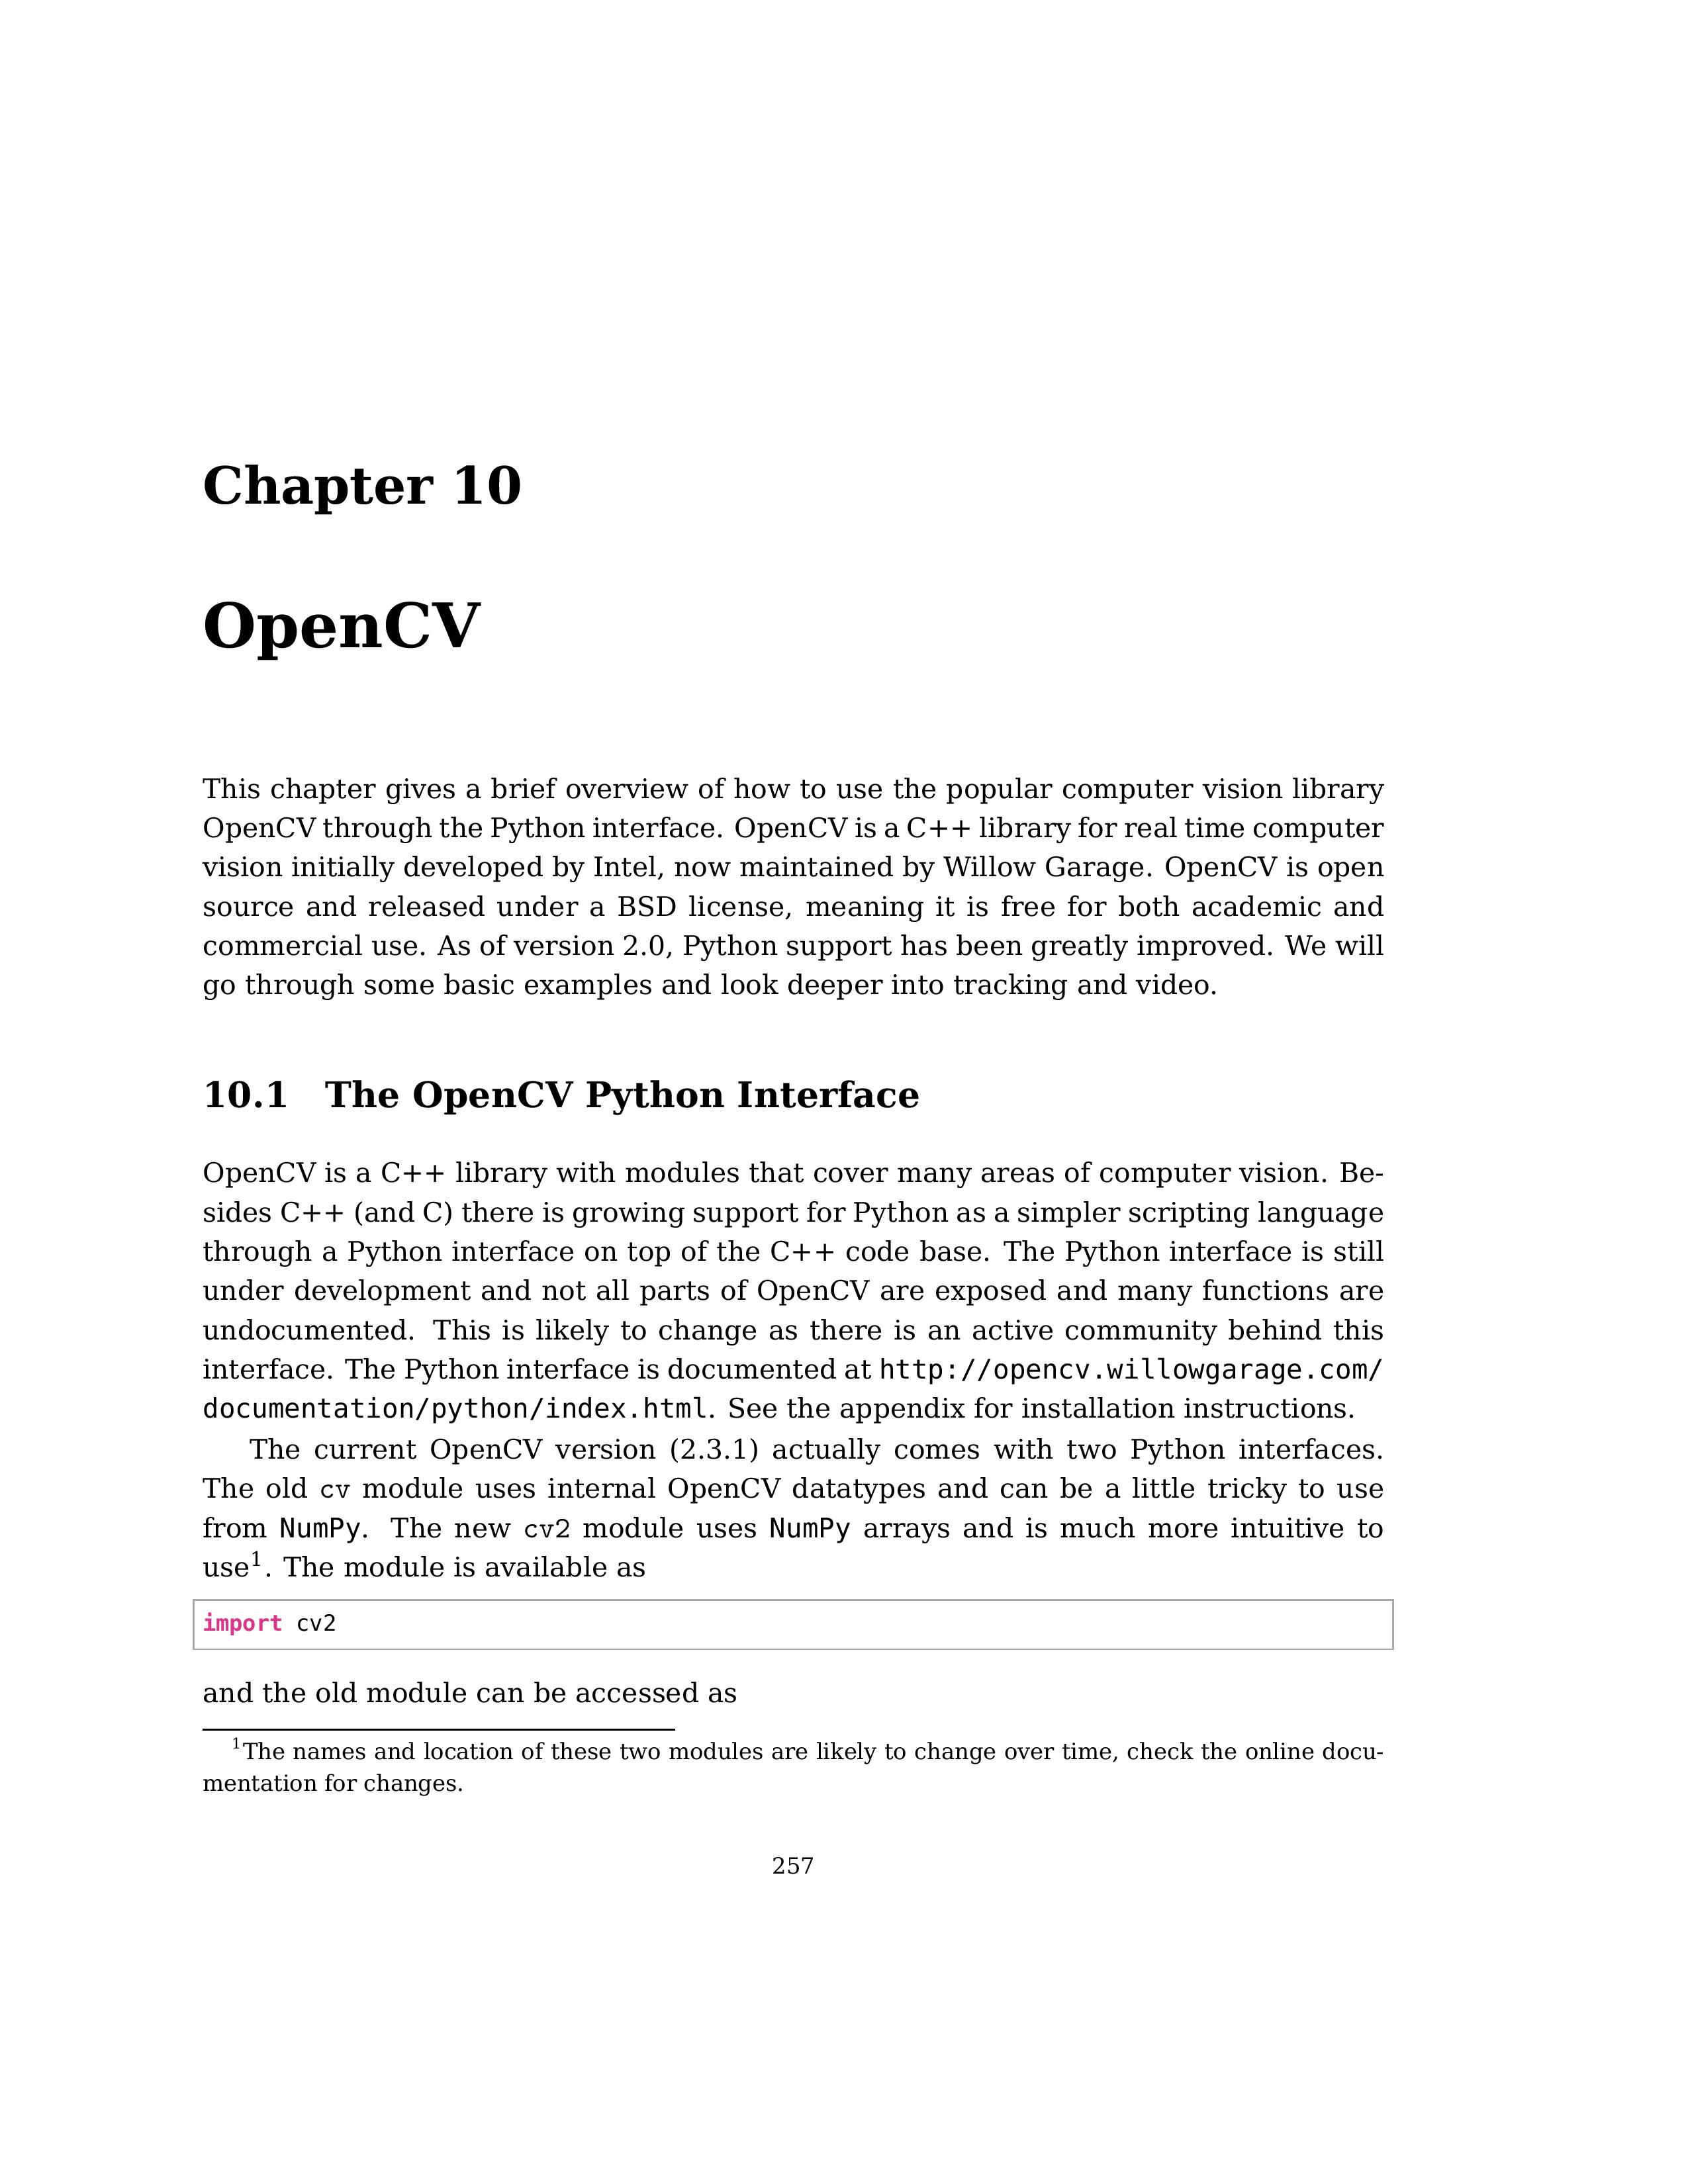 Chapter 10
OpenCV
This chapter gives a brief overview of how to use the popular computer vision library
OpenCV through the Python interface. OpenCV is a C++ library for real time computer
vision initially developed by Intel, now maintained by Willow Garage. OpenCV is open
source and released under a BSD license, meaning it is free for both academic and
commercial use. As of version 2.0, Python support has been greatly improved. We will
go through some basic examples and look deeper into tracking and video.
10.1 The OpenCV Python Interface
OpenCV is a C++ library with modules that cover many areas of computer vision. Be-
sides C++ (and C) there is growing support for Python as a simpler scripting language
through a Python interface on top of the C++ code base. The Python interface is still
under development and not all parts of OpenCV are exposed and many functions are
undocumented. This is likely to change as there is an active community behind this
interface. The Python interface is documented at http://opencv.willowgarage.com/
documentation/python/index.html. See the appendix for installation instructions.
The current OpenCV version (2.3.1) actually comes with two Python interfaces.
The old cv module uses internal OpenCV datatypes and can be a little tricky to use
from NumPy. The new cv2 module uses NumPy arrays and is much more intuitive to
use1. The module is available as
import cv2
and the old module can be accessed as
1The names and location of these two modules are likely to change over time, check the online docu-
mentation for changes.
257